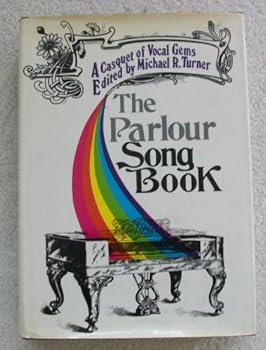 A Casquet of Vocal Gems
Edited by Michael R. Turner
The
Parlour
Song
Book